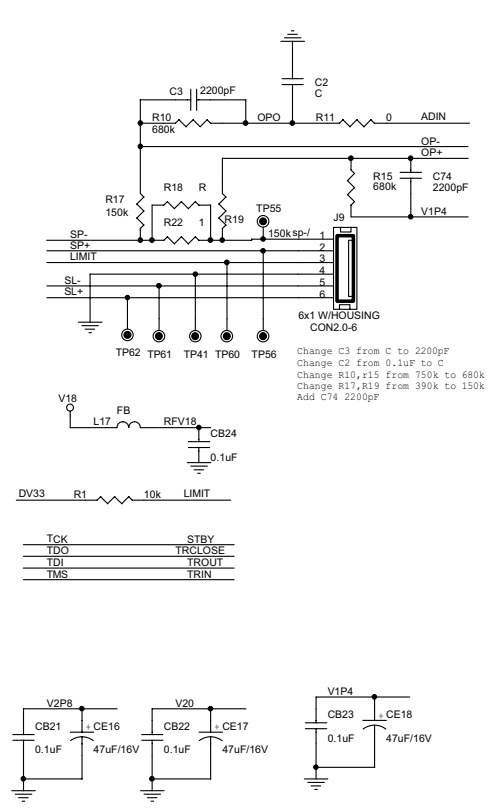 C3 2200pF
C2
C
R10 OPO R11 0 ADIN
680k
OP-
OP+
R17
150k
R18 R
R22 1
R19
TP55
R15
680k
C74
2200pF
V1P4
J9
SP- 150k sp-/ 1
SP+ 2
LIMIT 3
4
SL- 5
SL+ 6
6x1 W/HOUSING
CON2.0-6
TP62 TP61 TP41 TP60 TP56
Change C3 from C to 2200pF
Change C2 from 0.1uF to C
Change R10,r15 from 750k to 680k
Change R17,R19 from 390k to 150k
Add C74 2200pF
V18
L17 FB RFV18
CB24
0.1uF
DV33 R1 10k LIMIT
TCK STBY
TDO TRCLOSE
TDI TROUT
TMS TRIN
V2P8
CB21
0.1uF
+ CE16
47uF/16V
V20
CB22
0.1uF
+ CE17
47uF/16V
V1P4
CB23
0.1uF
+ CE18
47uF/16V